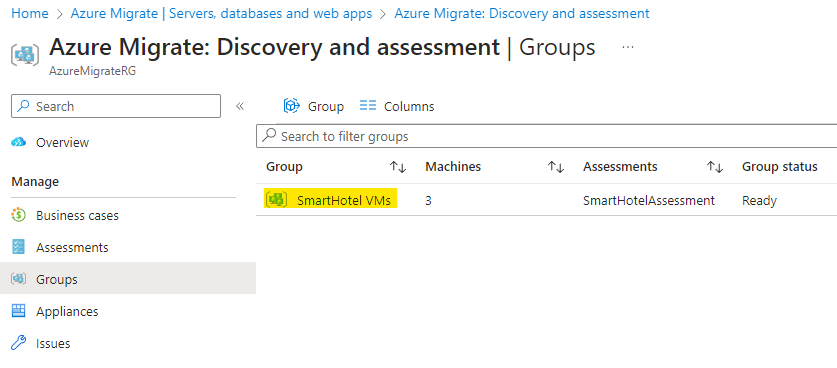 Home > Azure Migrate | Servers, databases and web apps > Azure Migrate: Discovery and assessment >
Azure Migrate: Discovery and assessment | Groups ...
AzureMigrateRG
Search «
Group Columns
Search to filter groups
Overview
Manage
Business cases
Assessments
Groups
Appliances
Issues
Group ↑↓ Machines ↑↓ Assessments ↑↓ Group status
SmartHotel VMs 3 SmartHotelAssessment Ready